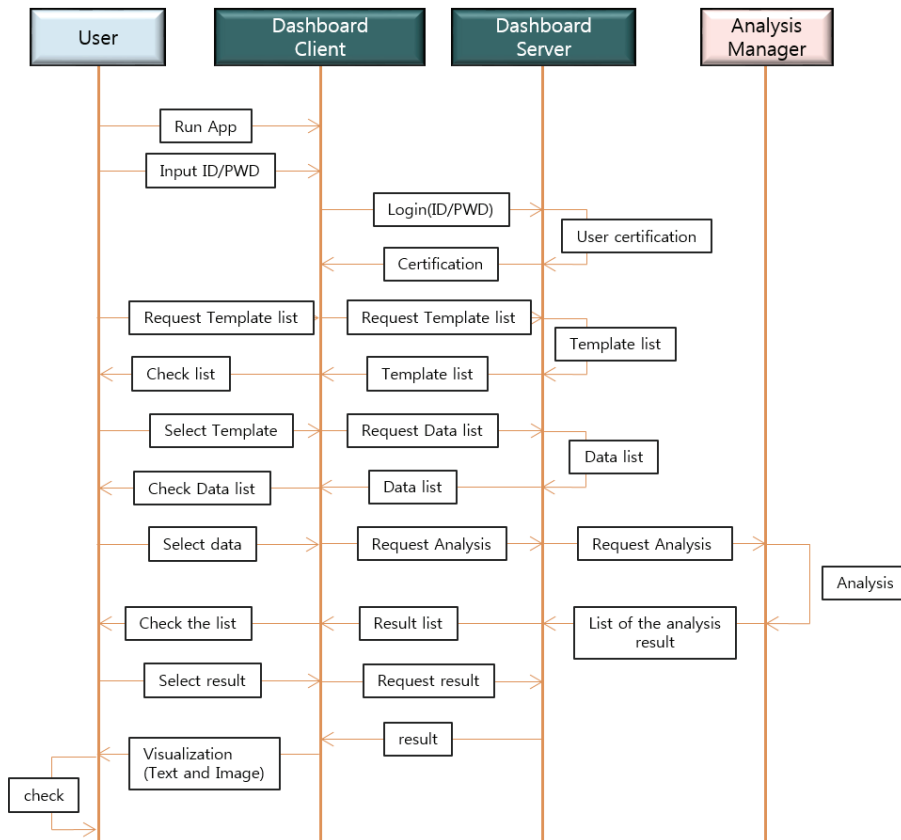 User
Dashboard
Client
Dashboard
Server
Analysis
Manager
Run App
Input ID/PWD
Login(ID/PWD)
User certification
Certification
Request Template list
Request Template list
Template list
Check list
Template list
Select Template
Request Data list
Data list
Check Data list
Data list
Select data
Request Analysis
Request Analysis
Analysis
Check the list
Result list
List of the analysis
result
Select result
Request result
result
Visualization
(Text and Image)
check